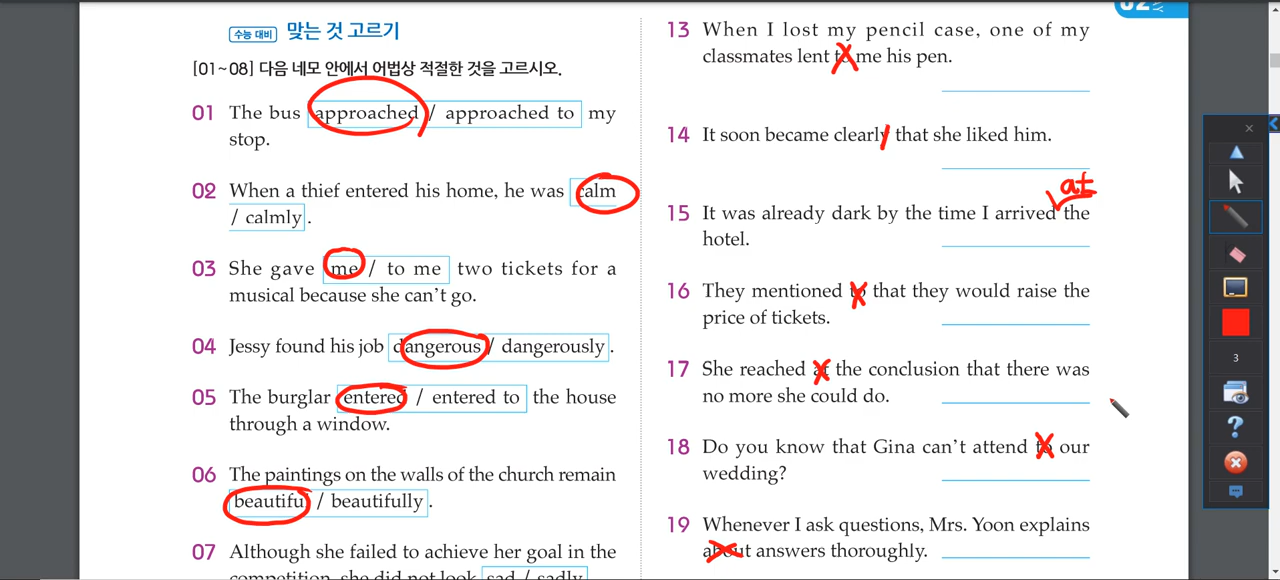 수능 대비 맞는 것 고르기
[01~08] 다음 네모 안에서 어법상 적절한 것을 고르시오.
01 The bus approached / approached to my
stop.
02 When a thief entered his home, he was calm
/ calmly .
03 She gave me / to me two tickets for a
musical because she can't go.
04 Jessy found his job dangerous / dangerously .
05 The burglar entered / entered to the house
through a window.
06 The paintings on the walls of the church remain
beautiful / beautifully .
07 Although she failed to achieve her goal in the
competition, she did not look sad / sadly
13 When I lost my pencil case, one of my
classmates lent to me his pen.
14 It soon became clearly that she liked him.
at
15 It was already dark by the time I arrived the
hotel.
16 They mentioned to that they would raise the
price of tickets.
17 She reached at the conclusion that there was
no more she could do.
18 Do you know that Gina can't attend to our
wedding?
19 Whenever I ask questions, Mrs. Yoon explains
about answers thoroughly.
3